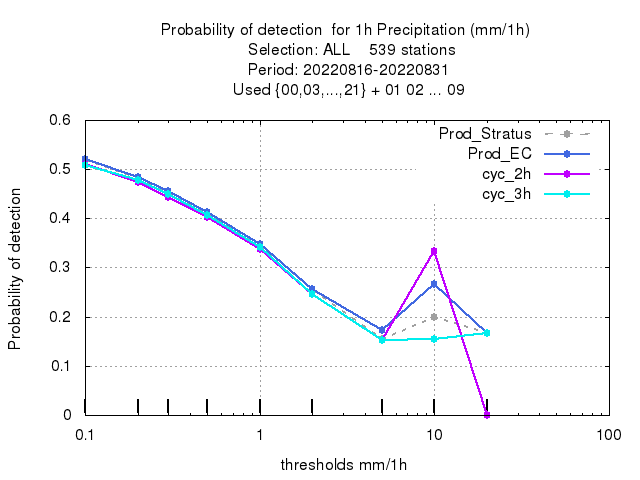 Probability of detection  for 1h Precipitation (mm/1h)
Selection: ALL    539 stations
Period: 20220816-20220831
Used {00,03,...,21} + 01 02 ... 09
Prod_Stratus
Prod_EC
cyc_2h
cyc_3h
Probability of detection
0.6
0.5
0.4
0.3
0.2
0.1
0
0.1
1
10
100
thresholds mm/1h